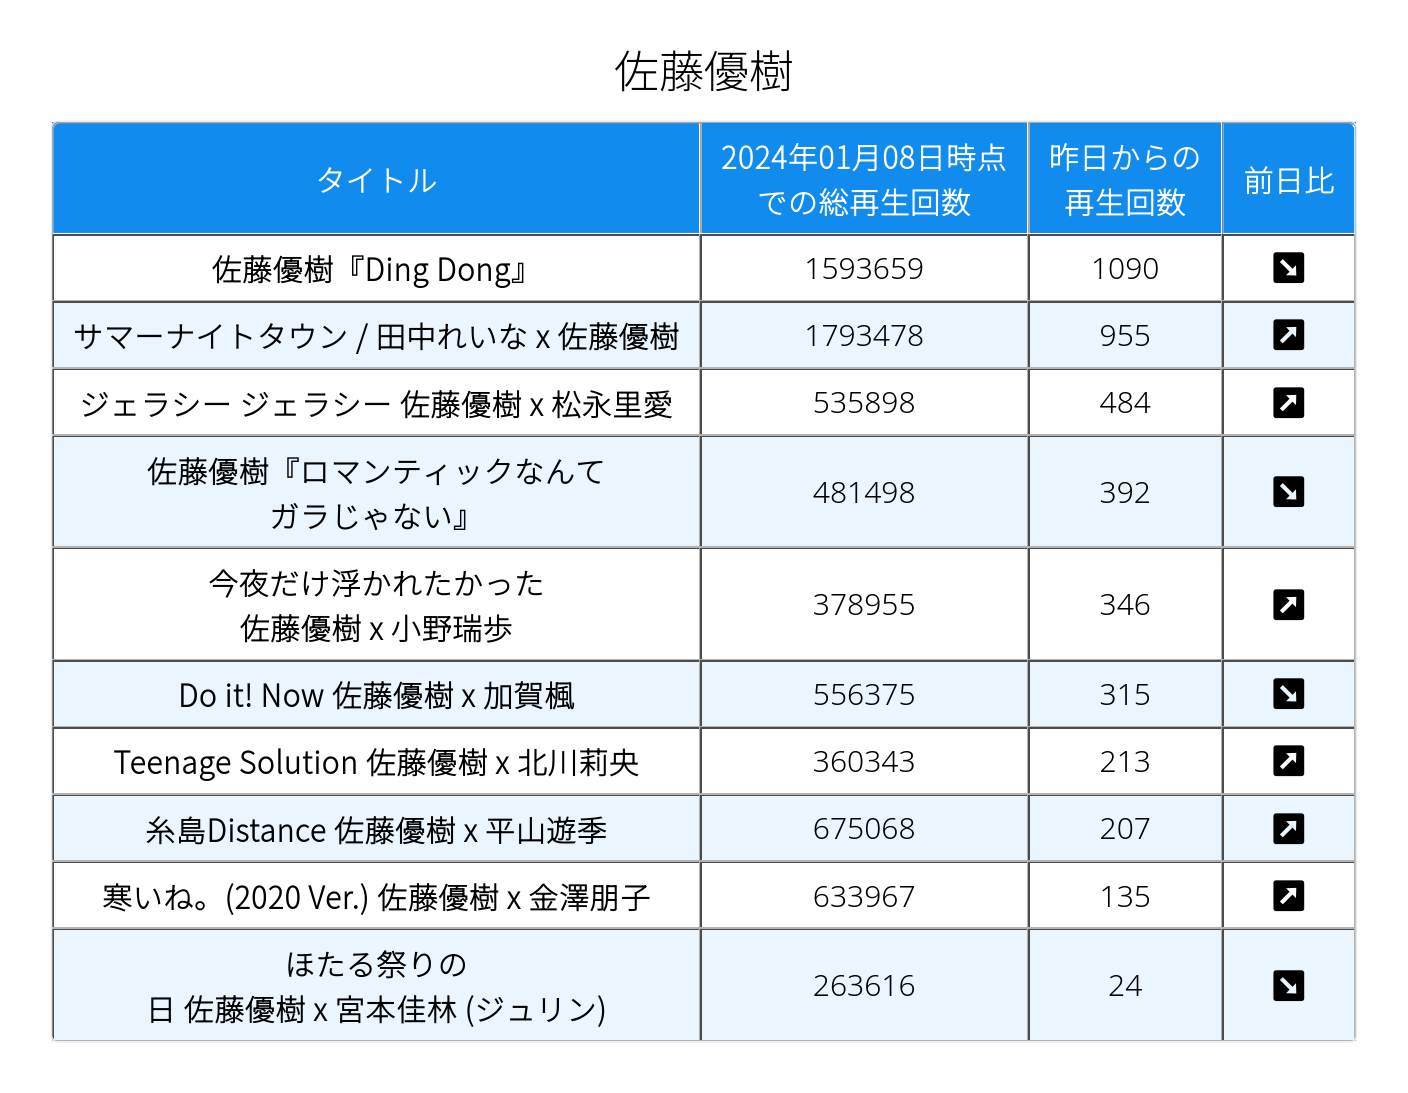 佐藤優樹
タイトル
2024年01月08日時点
での総再生回数
昨日からの
再生回数
前日比
佐藤優樹『Ding Dong』
1593659
1090
サマーナイトタウン / 田中れいな x 佐藤優樹
1793478
955
ジェラシー ジェラシー 佐藤優樹 x 松永里愛
535898
484
佐藤優樹『ロマンティックなんて
ガラじゃない』
481498
392
今夜だけ浮かれたかった
佐藤優樹 x 小野瑞歩
378955
346
Do it! Now 佐藤優樹 x 加賀楓
556375
315
Teenage Solution 佐藤優樹 x 北川莉央
360343
213
糸島Distance 佐藤優樹 x 平山遊季
675068
207
寒いね。(2020 Ver.) 佐藤優樹 x 金澤朋子
633967
135
ほたる祭りの
日 佐藤優樹 x 宮本佳林 (ジュリン)
263616
24